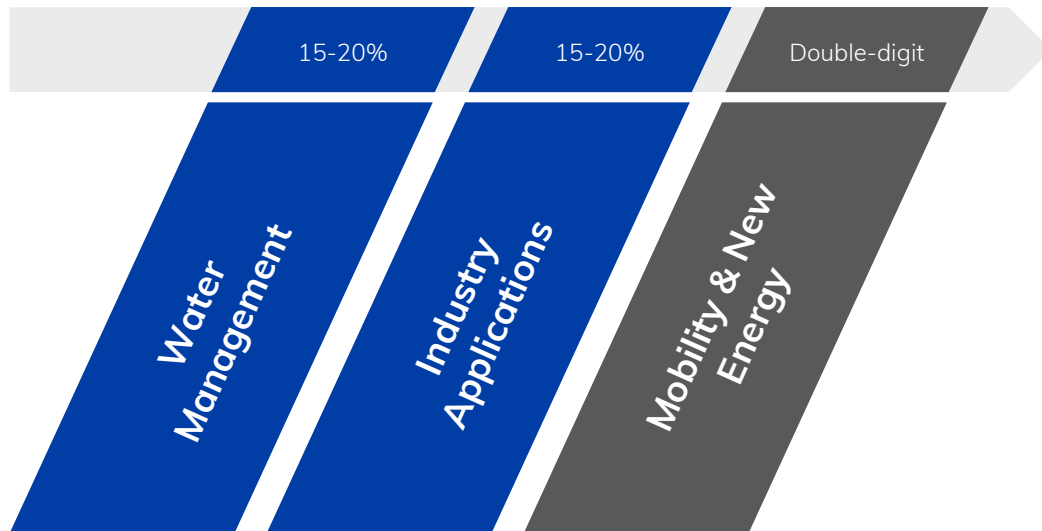 15-20%
15-20%
Double-digit
Water
Management
Industry
Applications
Mobility & New
Energy